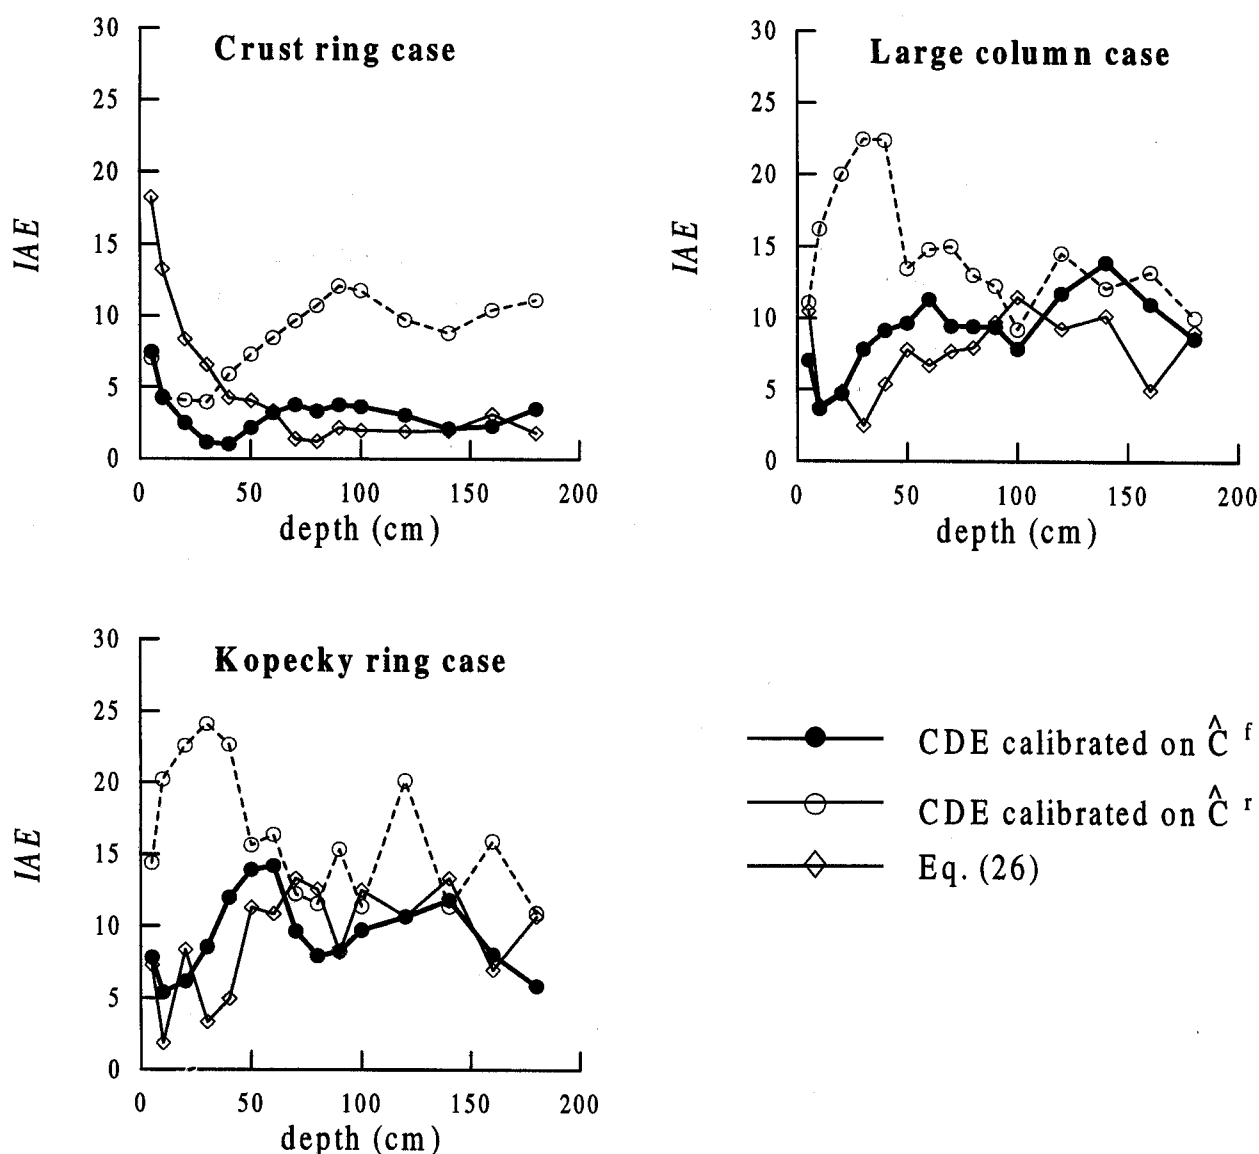 Crust ring case
30
25
20
15
10
5
0
IAE
0 50 100 150 200
depth (cm)
Large column case
30
25
20
15
10
5
0
IAE
0 50 100 150 200
depth (cm)
Kopecky ring case
30
25
20
15
10
5
0
IAE
0 50 100 150 200
depth (cm)
CDE calibrated on Ĉ f
CDE calibrated on Ĉ r
Eq. (26)